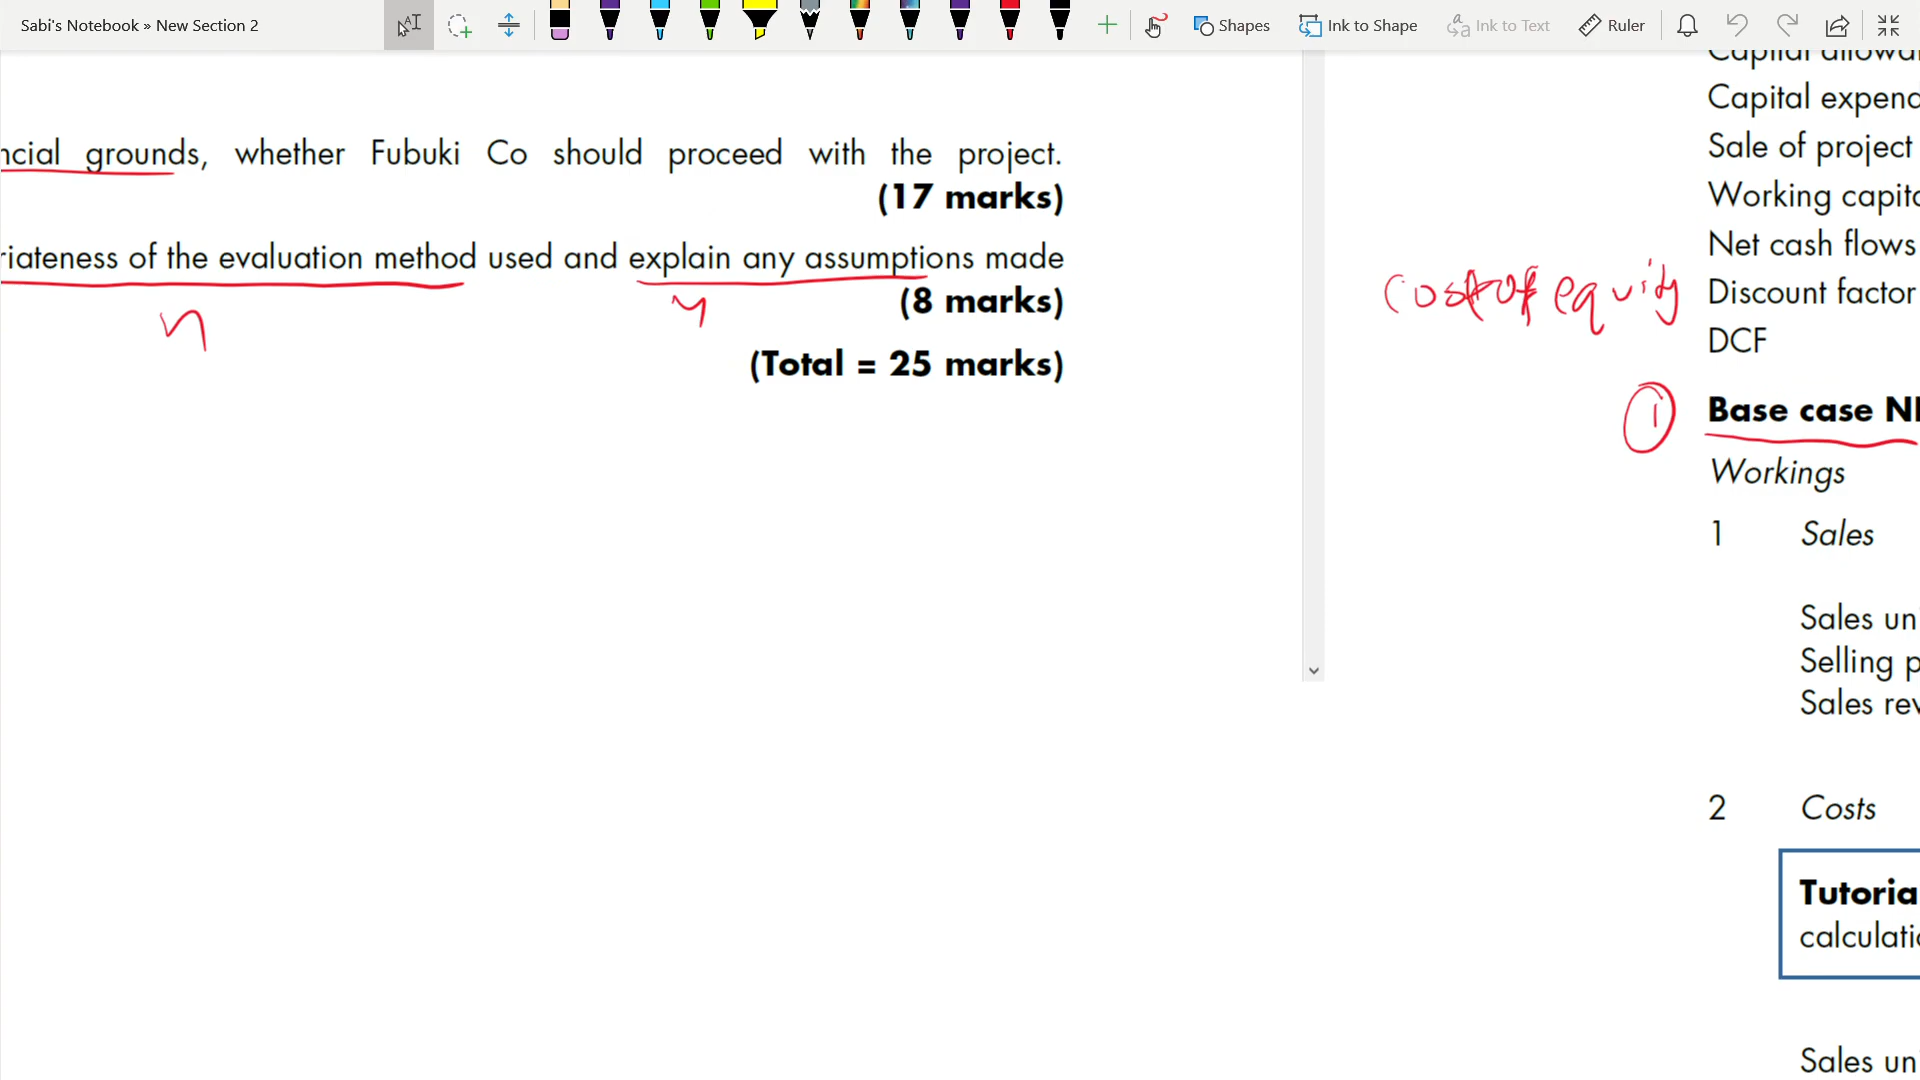 Sabi's Notebook » New Section 2
Shapes
Ink to Shape
Ink to Text
Ruler
ncial grounds, whether Fubuki Co should proceed with the project.
(17 marks)
riateness of the evaluation method used and explain any assumptions made
(8 marks)
(Total = 25 marks)
Capital allowa
Capital expend
Sale of project
Working capita
Net cash flows
cost of equity
Discount factor
DCF
1
Base case N
Workings
1 Sales
Sales un
Selling p
Sales rev
2 Costs
Tutoria
calculati
Sales un